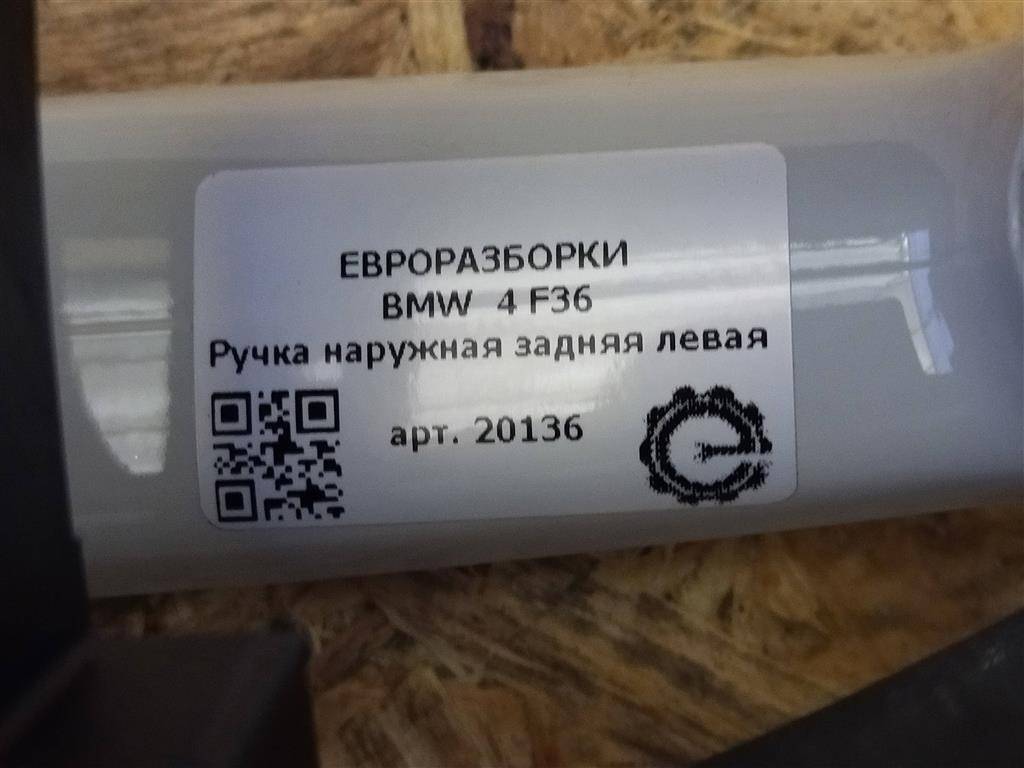 ЕВРОРАЗБОРКИ
BMW 4 F36
Ручка наружная задняя левая
арт. 20136